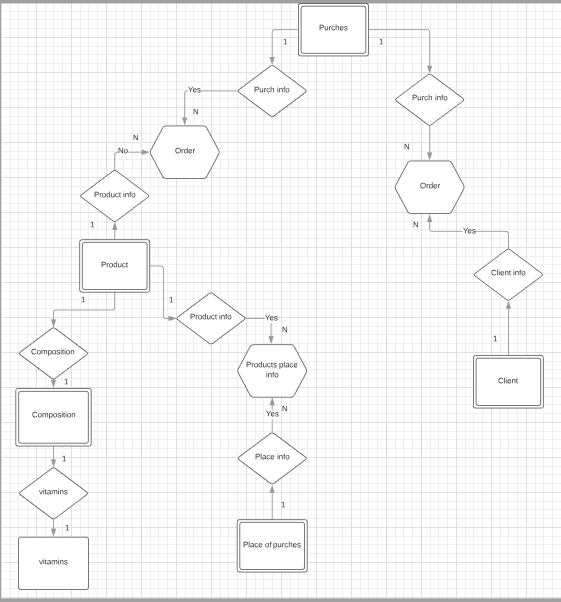 Purches
1
1
Yes
Purch info
Purch info
N
N
No
Order
N
Order
Product info
1
N
Yes
Product
Client info
1
1
Product info
Yes
N
1
Composition
Products place
info
1
Client
Composition
Yes
N
1
Place info
vitamins
1
1
vitamins
Place of purches